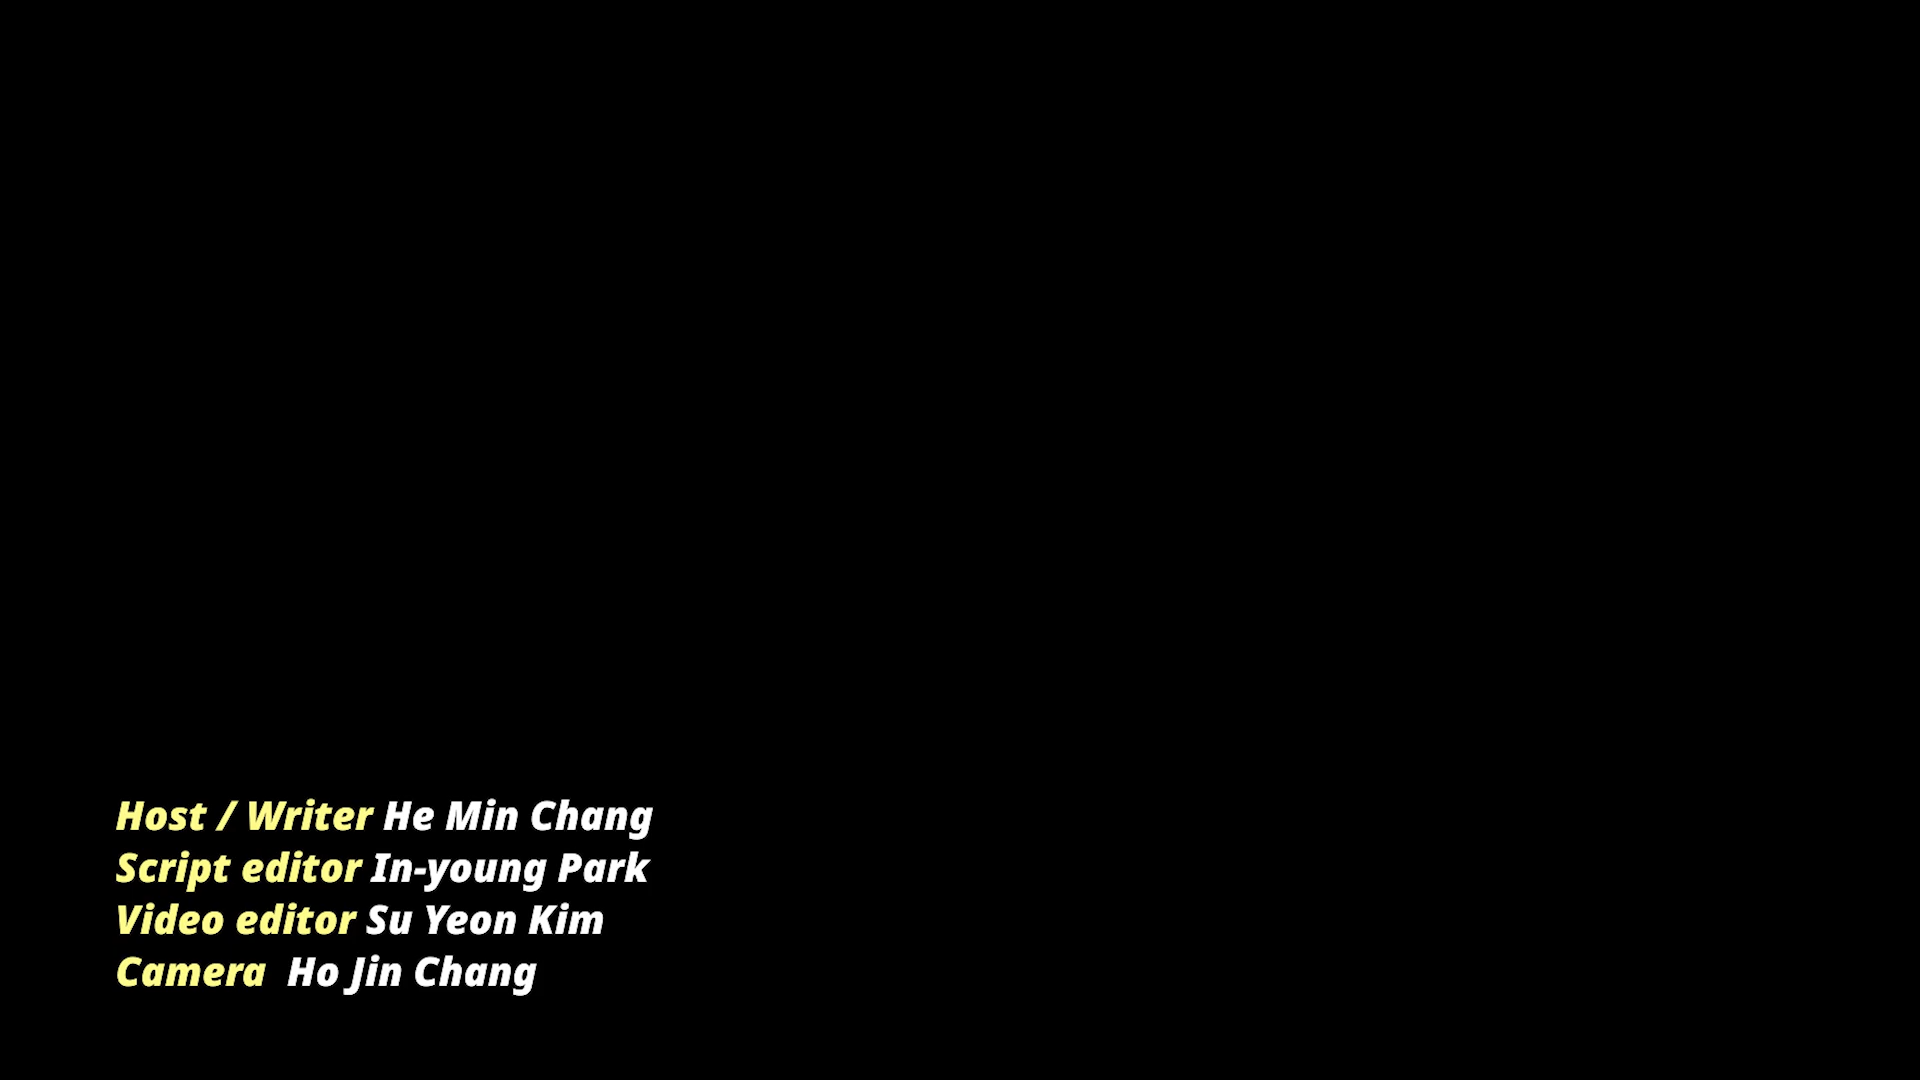 Host / Writer He Min Chang
Script editor In-young Park
Video editor Su Yeon Kim
Camera Ho Jin Chang